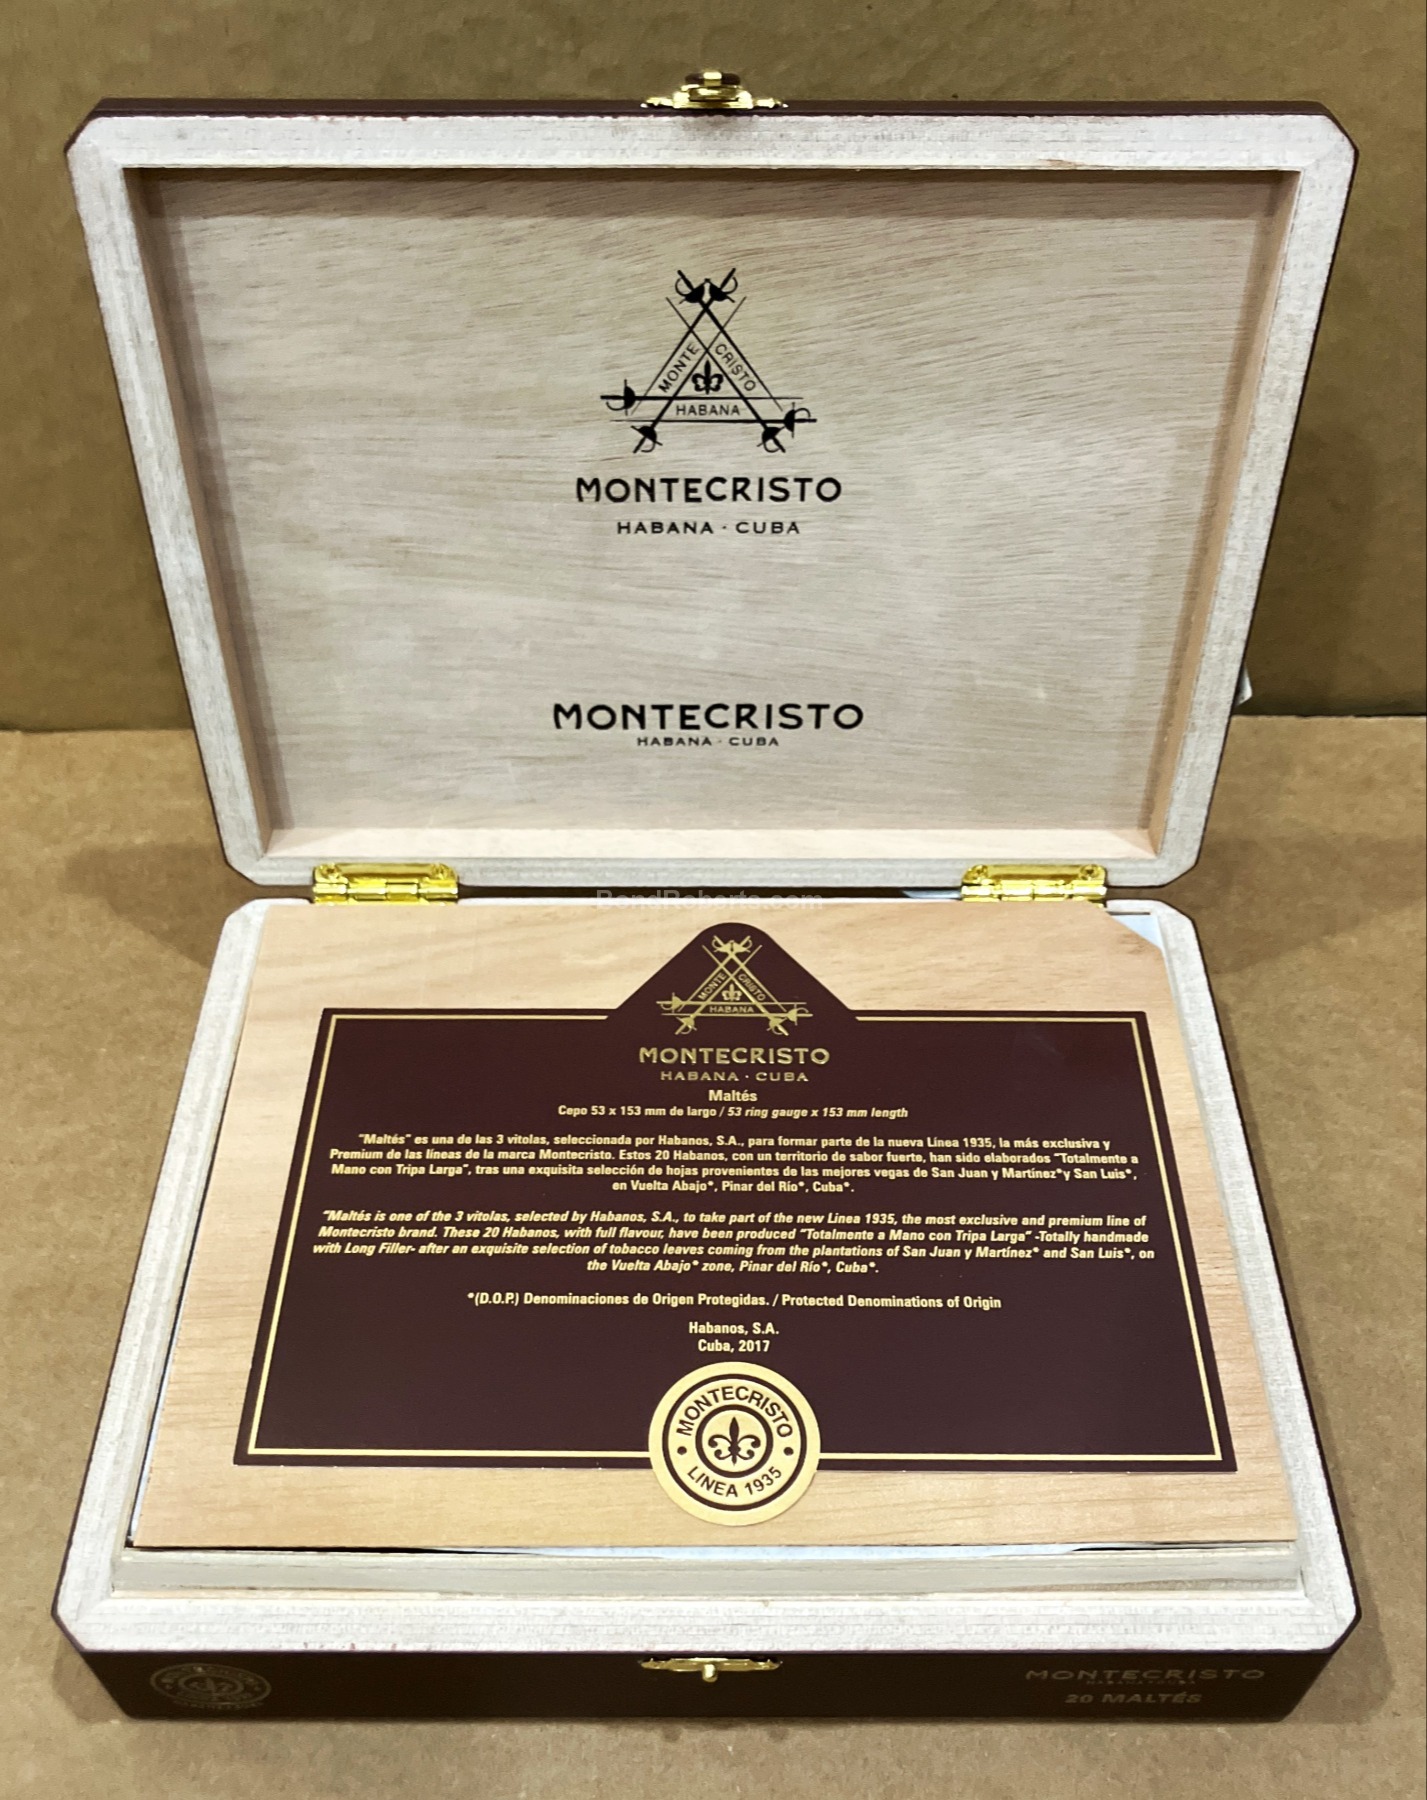 MONTE CRISTO
HABANA
MONTECRISTO
HABANA · CUBA
MONTECRISTO
HABANA · CUBA
BondRoberts.com
MONTE CRISTO
HABANA
MONTECRISTO
HABANA · CUBA
Maltés
Cepo 53 x 153 mm de largo / 53 ring gauge x 153 mm length
"Maltés" es una de las 3 vitolas, seleccionada por Habanos, S.A., para formar parte de la nueva Línea 1935, la más exclusiva y
Premium de las líneas de la marca Montecristo. Estos 20 Habanos, con un territorio de sabor fuerte, han sido elaborados "Totalmente a
Mano con Tripa Larga", tras una exquisita selección de hojas provenientes de las mejores vegas de San Juan y Martínez* y San Luis*,
en Vuelta Abajo*, Pinar del Río*, Cuba*.
"Maltés is one of the 3 vitolas, selected by Habanos, S.A., to take part of the new Linea 1935, the most exclusive and premium line of
Montecristo brand. These 20 Habanos, with full flavour, have been produced "Totalmente a Mano con Tripa Larga" -Totally handmade
with Long Filler- after an exquisite selection of tobacco leaves coming from the plantations of San Juan y Martínez* and San Luis*, on
the Vuelta Abajo* zone, Pinar del Río*, Cuba*.
*(D.O.P.) Denominaciones de Origen Protegidas. / Protected Denominations of Origin
Habanos, S.A.
Cuba, 2017
MONTECRISTO
LINEA 1935
MONTECRISTO
HABANA · CUBA
20 MALTÉS